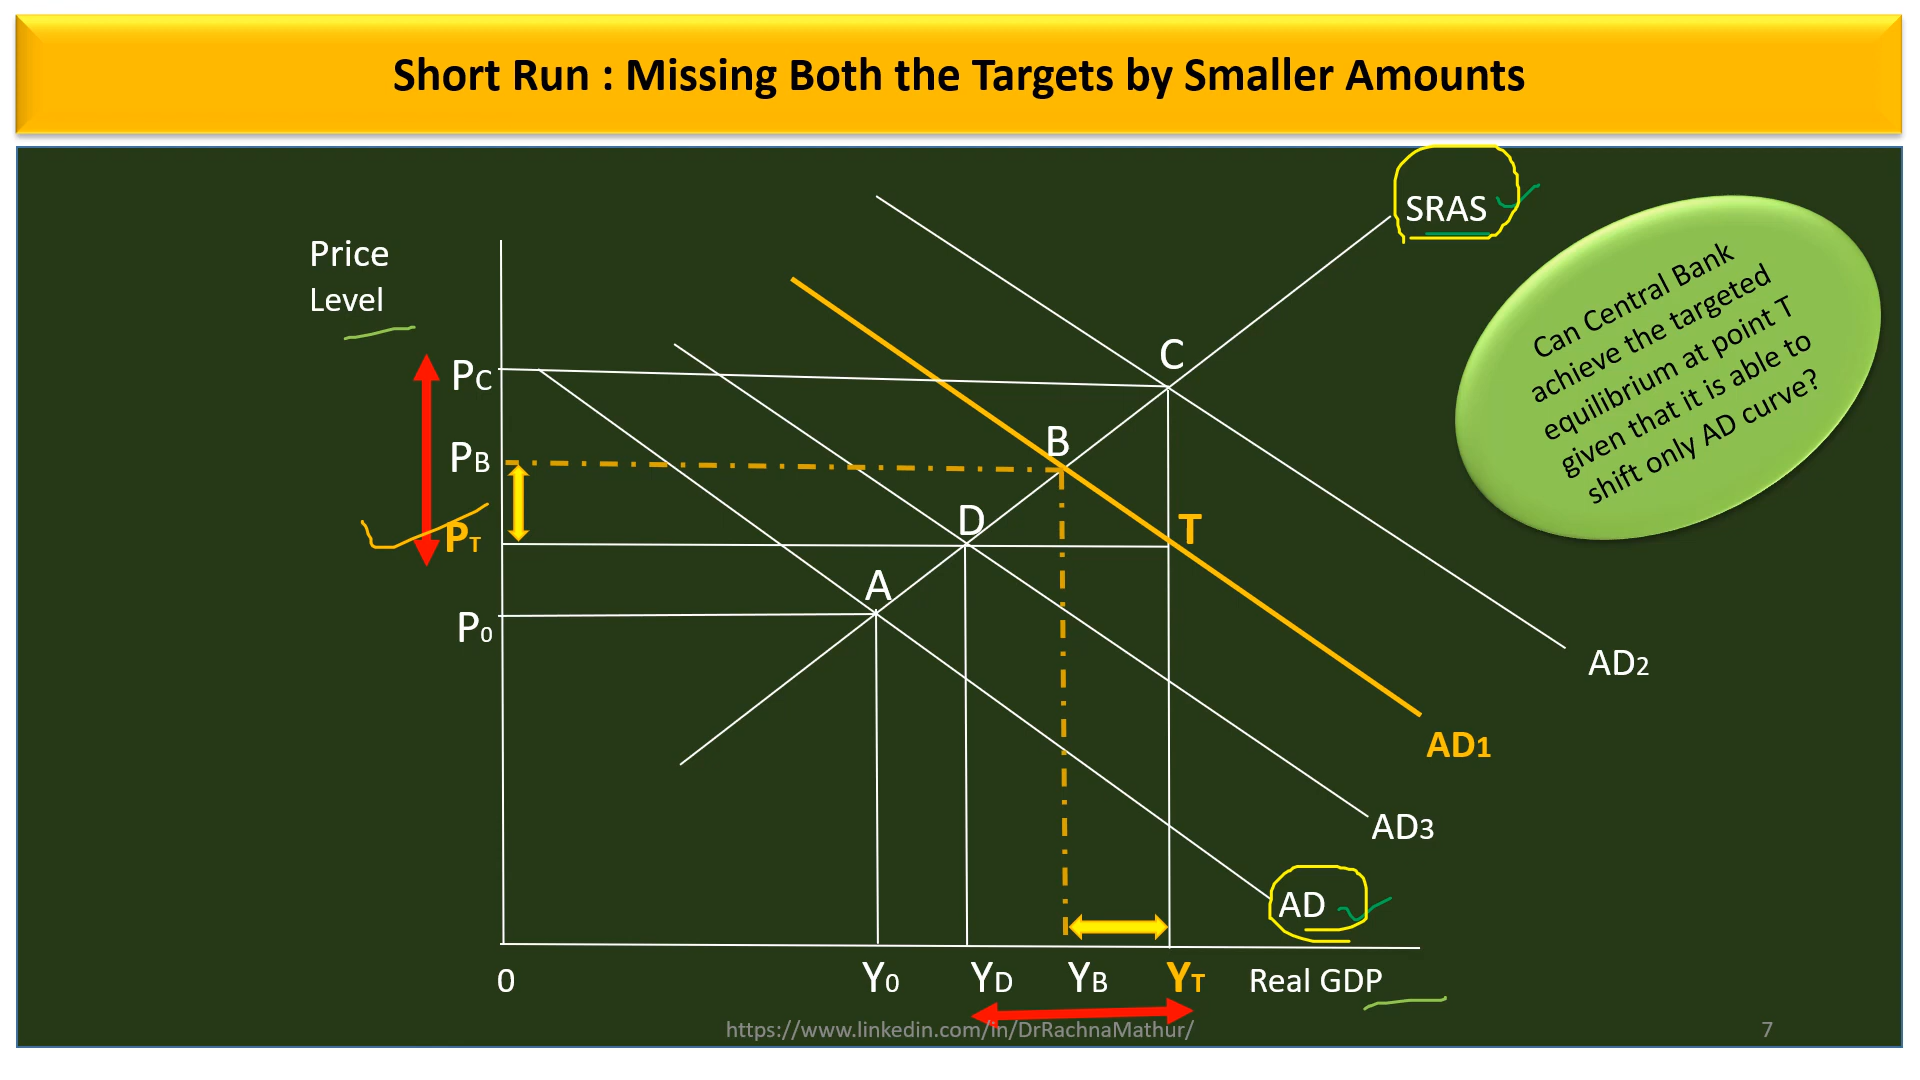 Short Run : Missing Both the Targets by Smaller Amounts
SRAS
Can Central Bank
achieve the targeted
equilibrium at point T
given that it is able to
shift only AD curve?
Price
Level
C
PC
B
PB
D
T
PT
A
P0
AD2
AD1
AD3
AD
0
Y0
YD
YB
YT
Real GDP
https://www.linkedin.com/in/DrRachnaMathur/
7